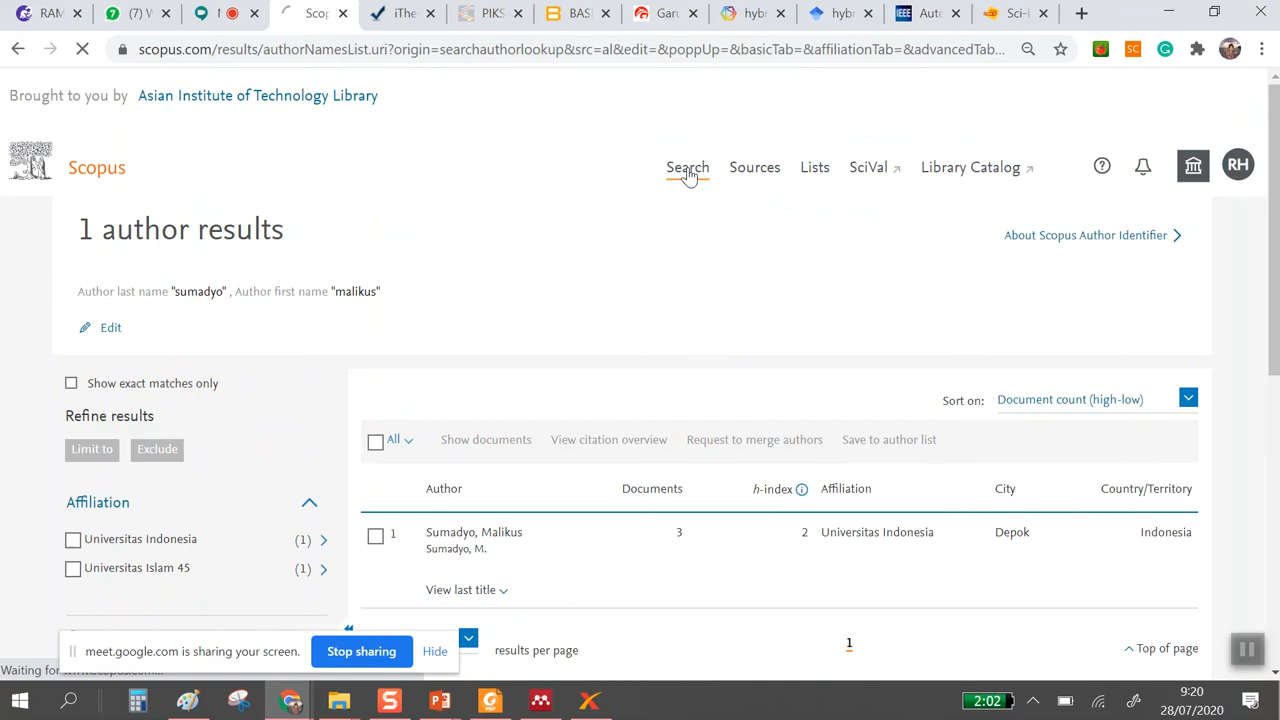 RAM
(7) W
N
Scop
iThe
PIKS
BASE
Garu
hybr
hybr
IEEE
Auto
Sci-H
scopus.com/results/authorNamesList.uri?origin=searchauthorlookup&src=al&edit=&poppUp=&basicTab=&affiliationTab=&advancedTab...
SC
Brought to you by Asian Institute of Technology Library
Scopus
Search
Sources
Lists
SciVal
Library Catalog
RH
1 author results
About Scopus Author Identifier
Author last name "sumadyo" , Author first name "malikus"
Edit
Show exact matches only
Refine results
Limit to
Exclude
Sort on:
Document count (high-low)
All
Show documents
View citation overview
Request to merge authors
Save to author list
Affiliation
Author
Documents
h-index
Affiliation
City
Country/Territory
Universitas Indonesia (1)
Universitas Islam 45 (1)
1
Sumadyo, Malikus
Sumadyo, M.
3
2
Universitas Indonesia
Depok
Indonesia
View last title
results per page
1
Top of page
meet.google.com is sharing your screen.
Stop sharing
Hide
2:02
9:20
28/07/2020